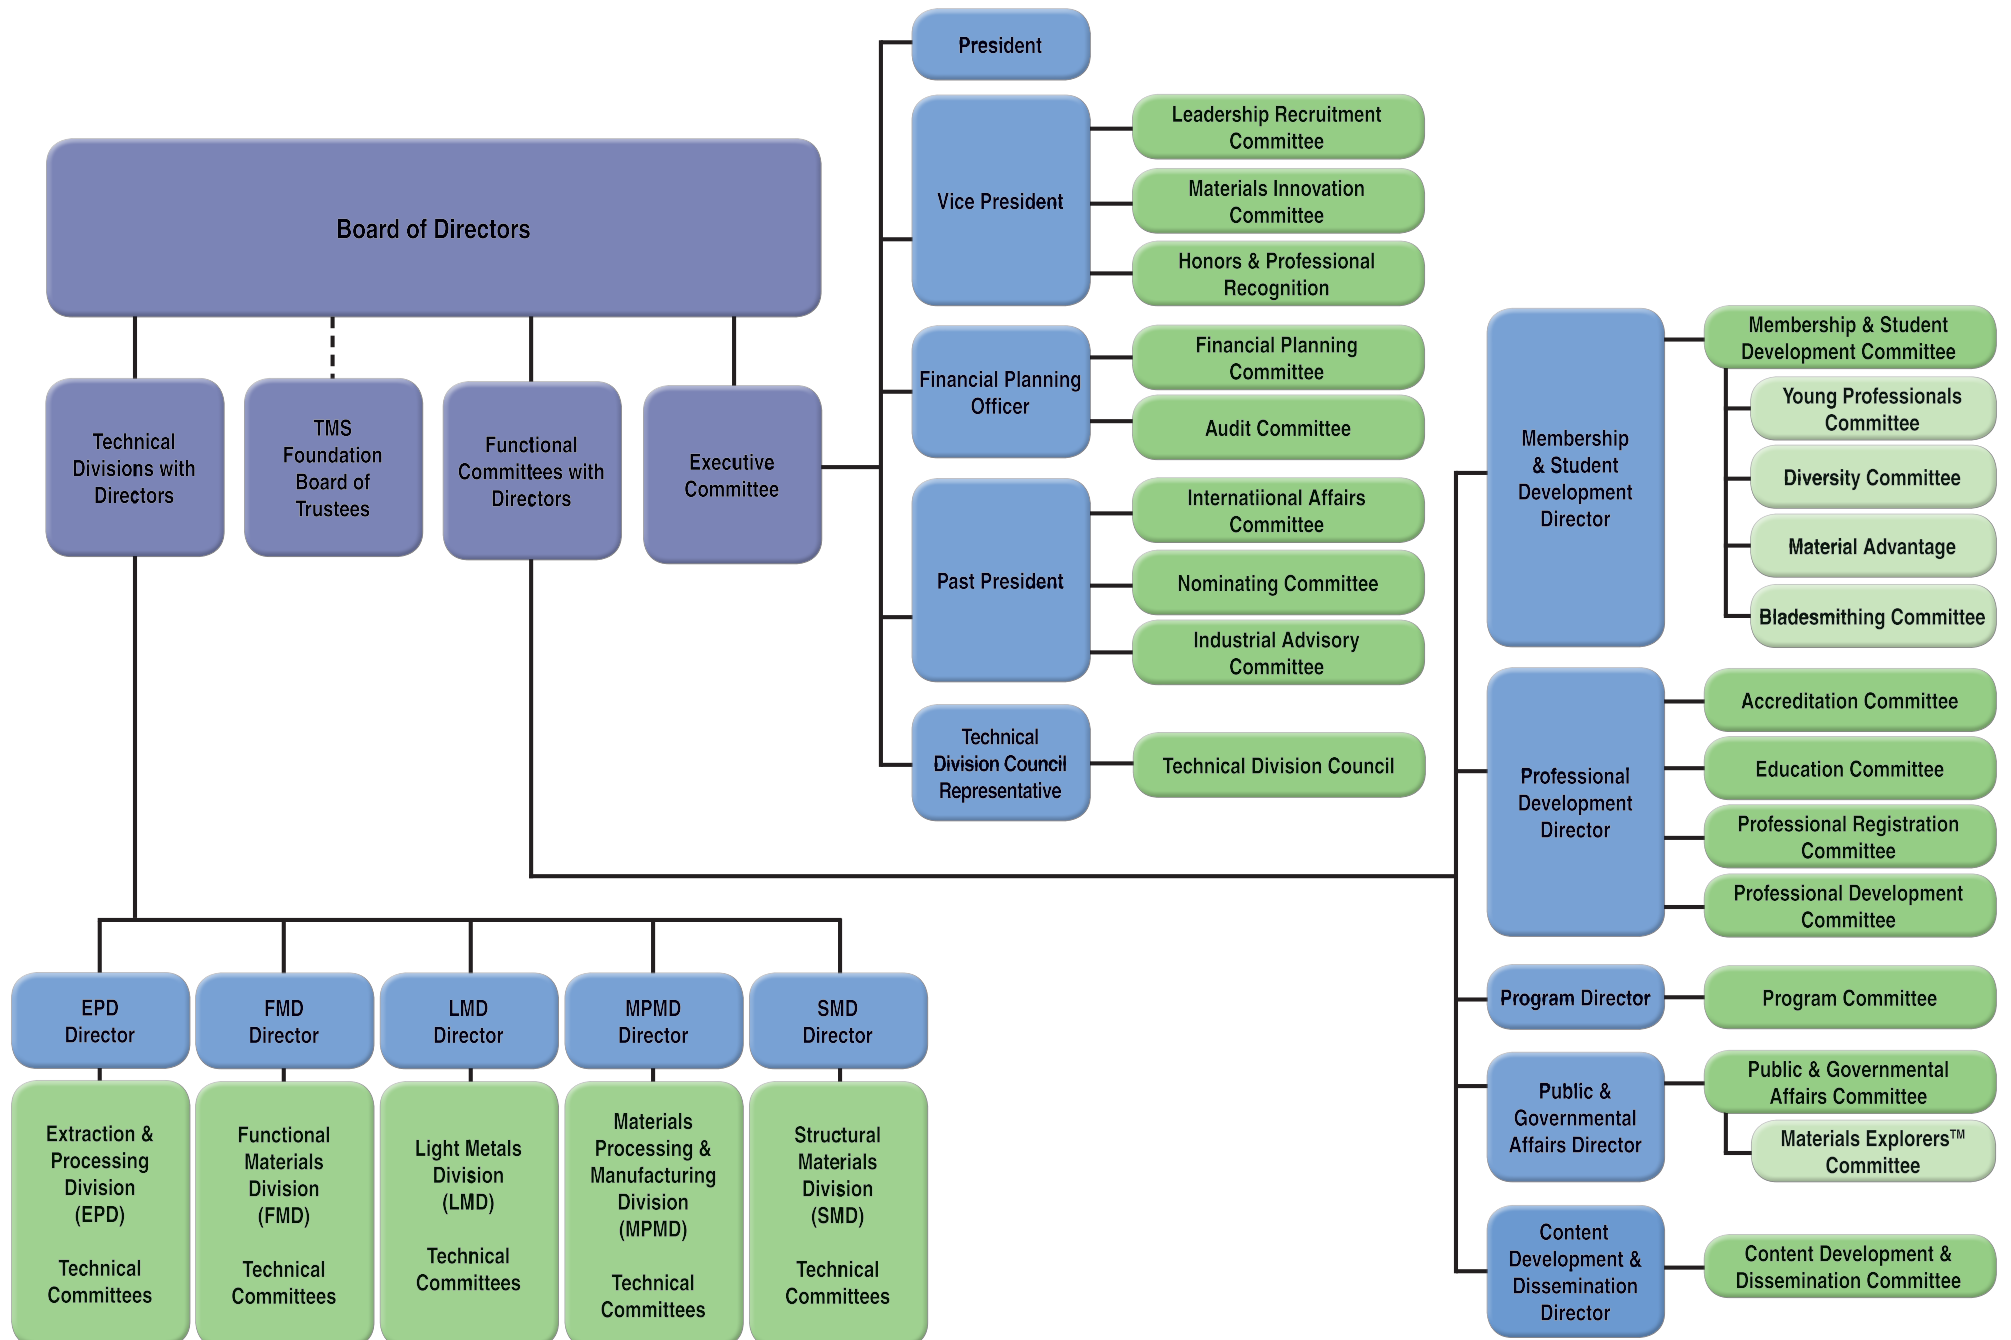 President
Vice President
Leadership Recruitment
Committee
Materials Innovation
Committee
Honors & Professional
Recognition
Board of Directors
Financial Planning
Officer
Financial Planning
Committee
Audit Committee
Technical
Divisions with
Directors
TMS
Foundation
Board of
Trustees
Functional
Committees with
Directors
Executive
Committee
Past President
Internatiional Affairs
Committee
Nominating Committee
Industrial Advisory
Committee
Technical
Division Council
Representative
Technical Division Council
Membership
& Student
Development
Director
Membership & Student
Development Committee
Young Professionals
Committee
Diversity Committee
Material Advantage
Bladesmithing Committee
Professional
Development
Director
Accreditation Committee
Education Committee
Professional Registration
Committee
Professional Development
Committee
Program Director
Program Committee
Public &
Governmental
Affairs Director
Public & Governmental
Affairs Committee
Materials Explorers™
Committee
Content
Development &
Dissemination
Director
Content Development &
Dissemination Committee
EPD
Director
FMD
Director
LMD
Director
MPMD
Director
SMD
Director
Extraction &
Processing
Division
(EPD)
Technical
Committees
Functional
Materials
Division
(FMD)
Technical
Committees
Light Metals
Division
(LMD)
Technical
Committees
Materials
Processing &
Manufacturing
Division
(MPMD)
Technical
Committees
Structural
Materials
Division
(SMD)
Technical
Committees